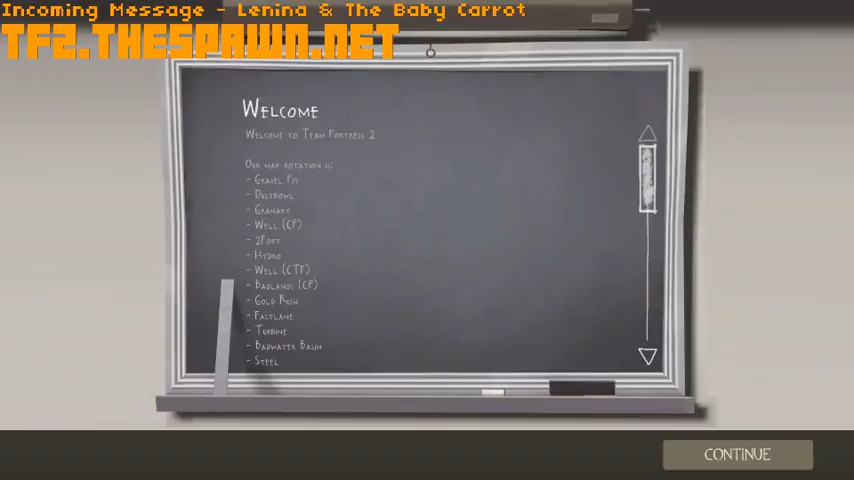 Incoming Message - Lenina & The Baby Carrot
TF2.THESPAWN.NET
WELCOME
WELCOME TO TEAM FORTRESS 2
OUR MAP ROTATION IS:
- GRAVEL PIT
- DUSTBOWL
- GRANARY
- WELL (CP)
- 2FORT
- HYDRO
- WELL (CTF)
- BADLANDS (CP)
- GOLD RUSH
- FASTLANE
- TURBINE
- BADWATER BASIN
- STEEL
CONTINUE